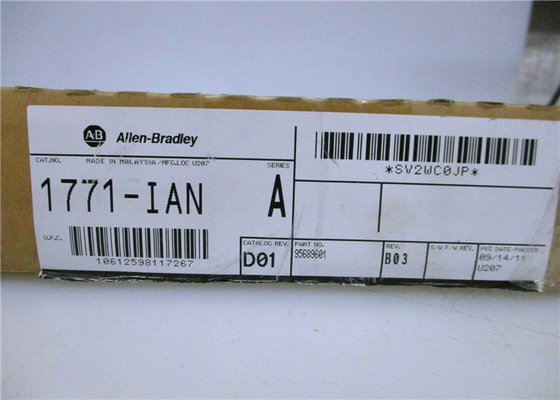 AB Allen-Bradley
CAT.NO. MADE IN MALAYSIA/MFG.LOC U207 SERIES
1771-IAN A
*SV2WC0JP*
U.P.C.
10612598117267
CATALOG REV. PART NO. REV. S/W F/W REV. PKG DATE/PACKER
D01 95689601 B03 09/14/11
U207